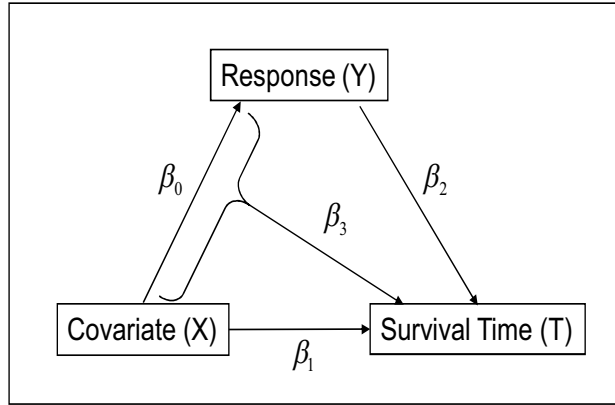 Response (Y)
β₀
β₂
β₃
Covariate (X)
Survival Time (T)
β₁